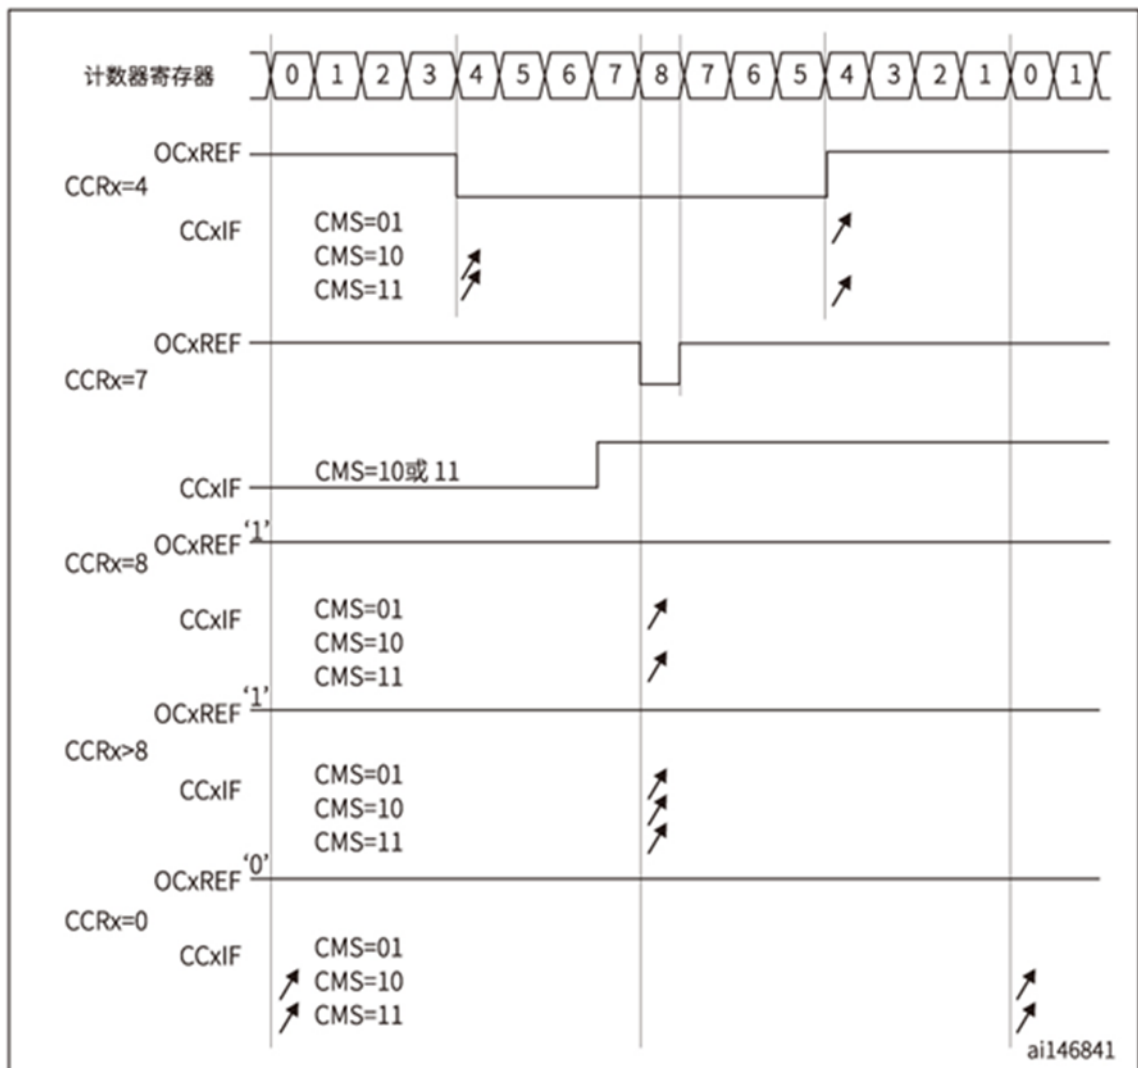 计数器寄存器 0 1 2 3 4 5 6 7 8 7 6 5 4 3 2 1 0 1
OCxREF
CCRx=4
CCxIF
CMS=01
CMS=10
CMS=11
OCxREF
CCRx=7
CMS=10或 11
CCxIF
OCxREF '1'
CCRx=8
CCxIF
CMS=01
CMS=10
CMS=11
OCxREF '1'
CCRx>8
CCxIF
CMS=01
CMS=10
CMS=11
OCxREF '0'
CCRx=0
CCxIF
CMS=01
CMS=10
CMS=11
ai146841